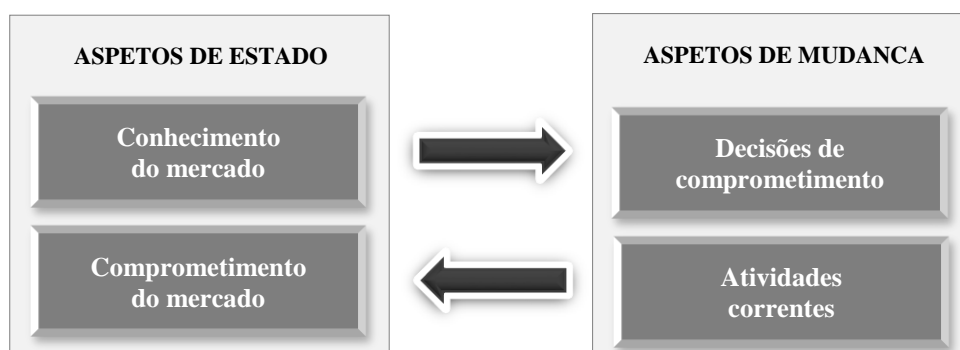 ASPETOS DE ESTADO
Conhecimento
do mercado
Comprometimento
do mercado
ASPETOS DE MUDANCA
Decisões de
comprometimento
Atividades
correntes